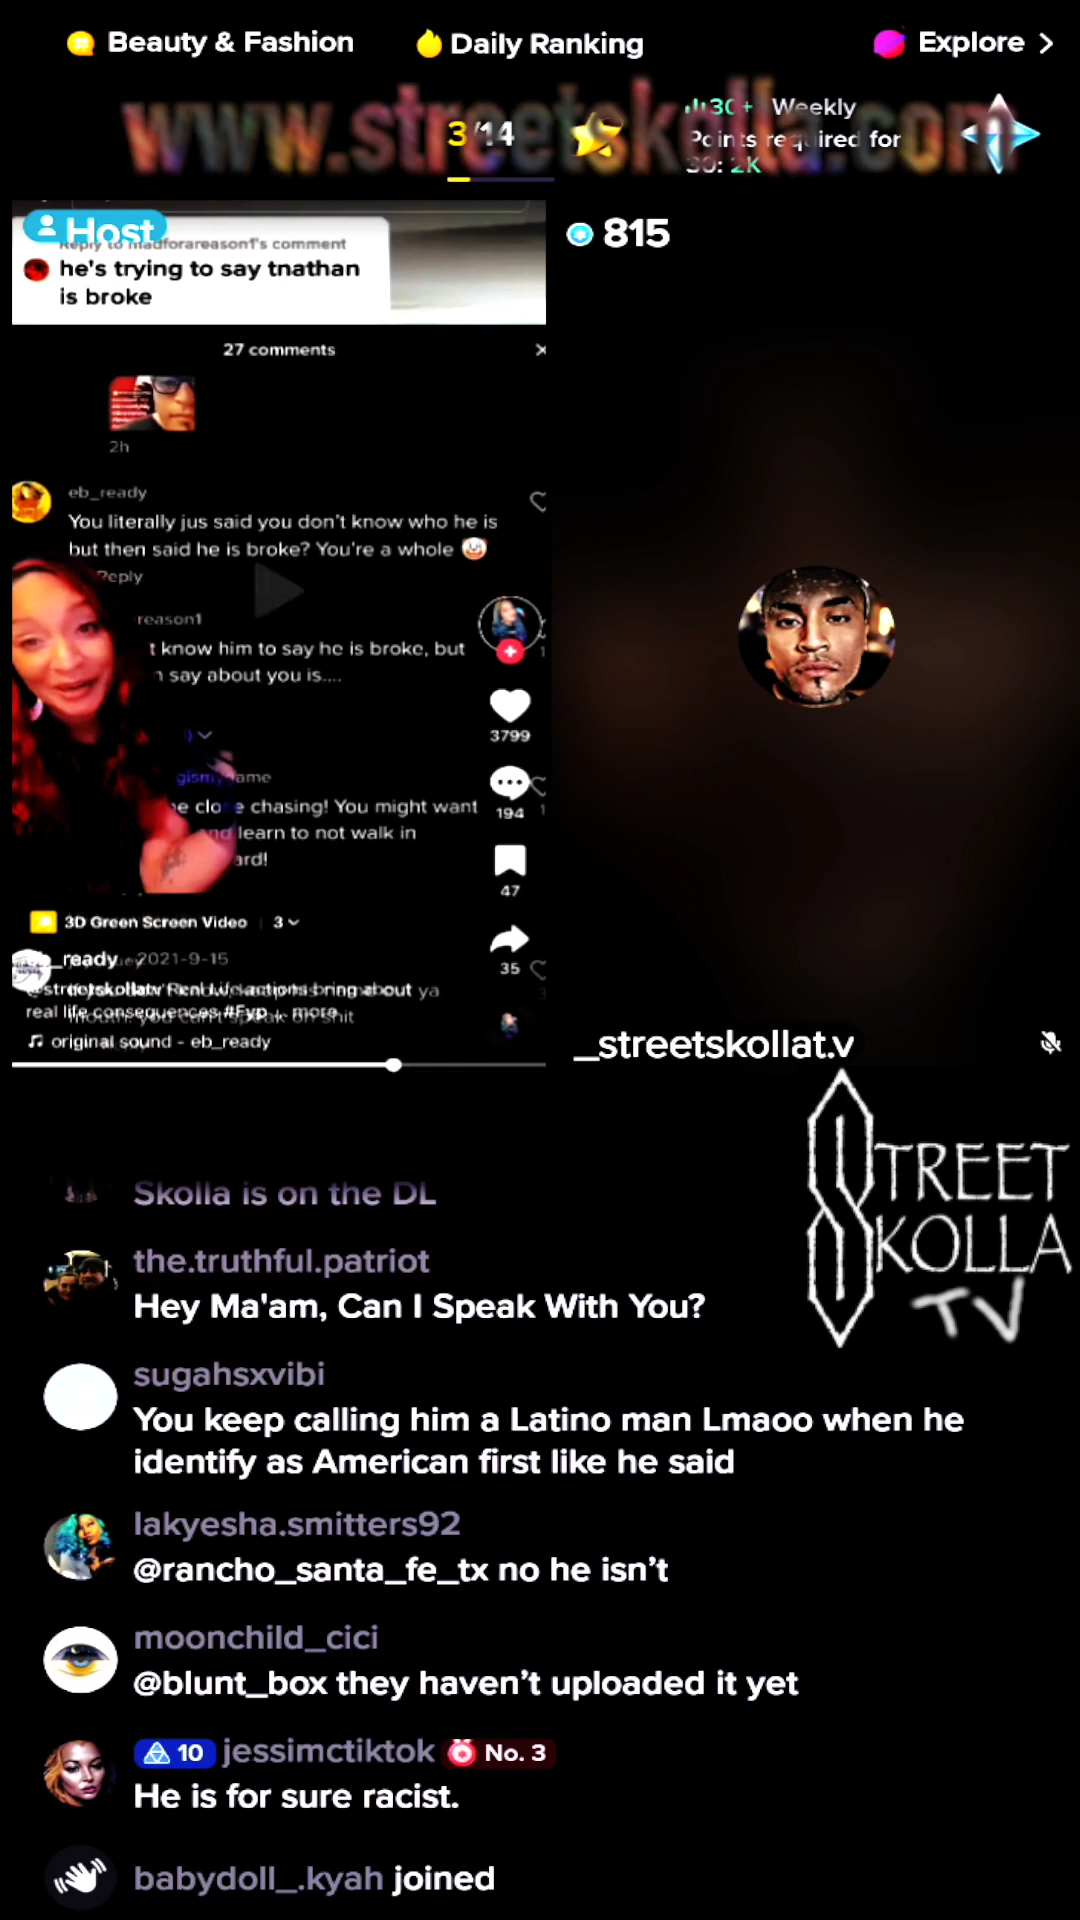 Beauty & Fashion
Daily Ranking
Explore >
www.streetskolla.com
3/14
30+ Weekly
Points required for
30: 2K
Host
815
Reply to madforareason1's comment
he's trying to say tnathan
is broke
27 comments
2h
eb_ready
You literally jus said you don't know who he is
but then said he is broke? You're a whole 🤡
Reply
reason1
t know him to say he is broke, but
say about you is....
3799
gismygame
chasing! You might want
and learn to not walk in
194
47
3D Green Screen Video | 3
_ready 2021-9-15
35
@streetskollatv Real Life actions bring about
real life consequences #Fyp ... more
original sound - eb_ready
_streetskollat.v
STREET
SKOLLA
TV
Skolla is on the DL
the.truthful.patriot
Hey Ma'am, Can I Speak With You?
sugahsxvibi
You keep calling him a Latino man Lmaoo when he
identify as American first like he said
lakyesha.smitters92
@rancho_santa_fe_tx no he isn't
moonchild_cici
@blunt_box they haven't uploaded it yet
10 jessimctiktok No. 3
He is for sure racist.
babydoll_.kyah joined